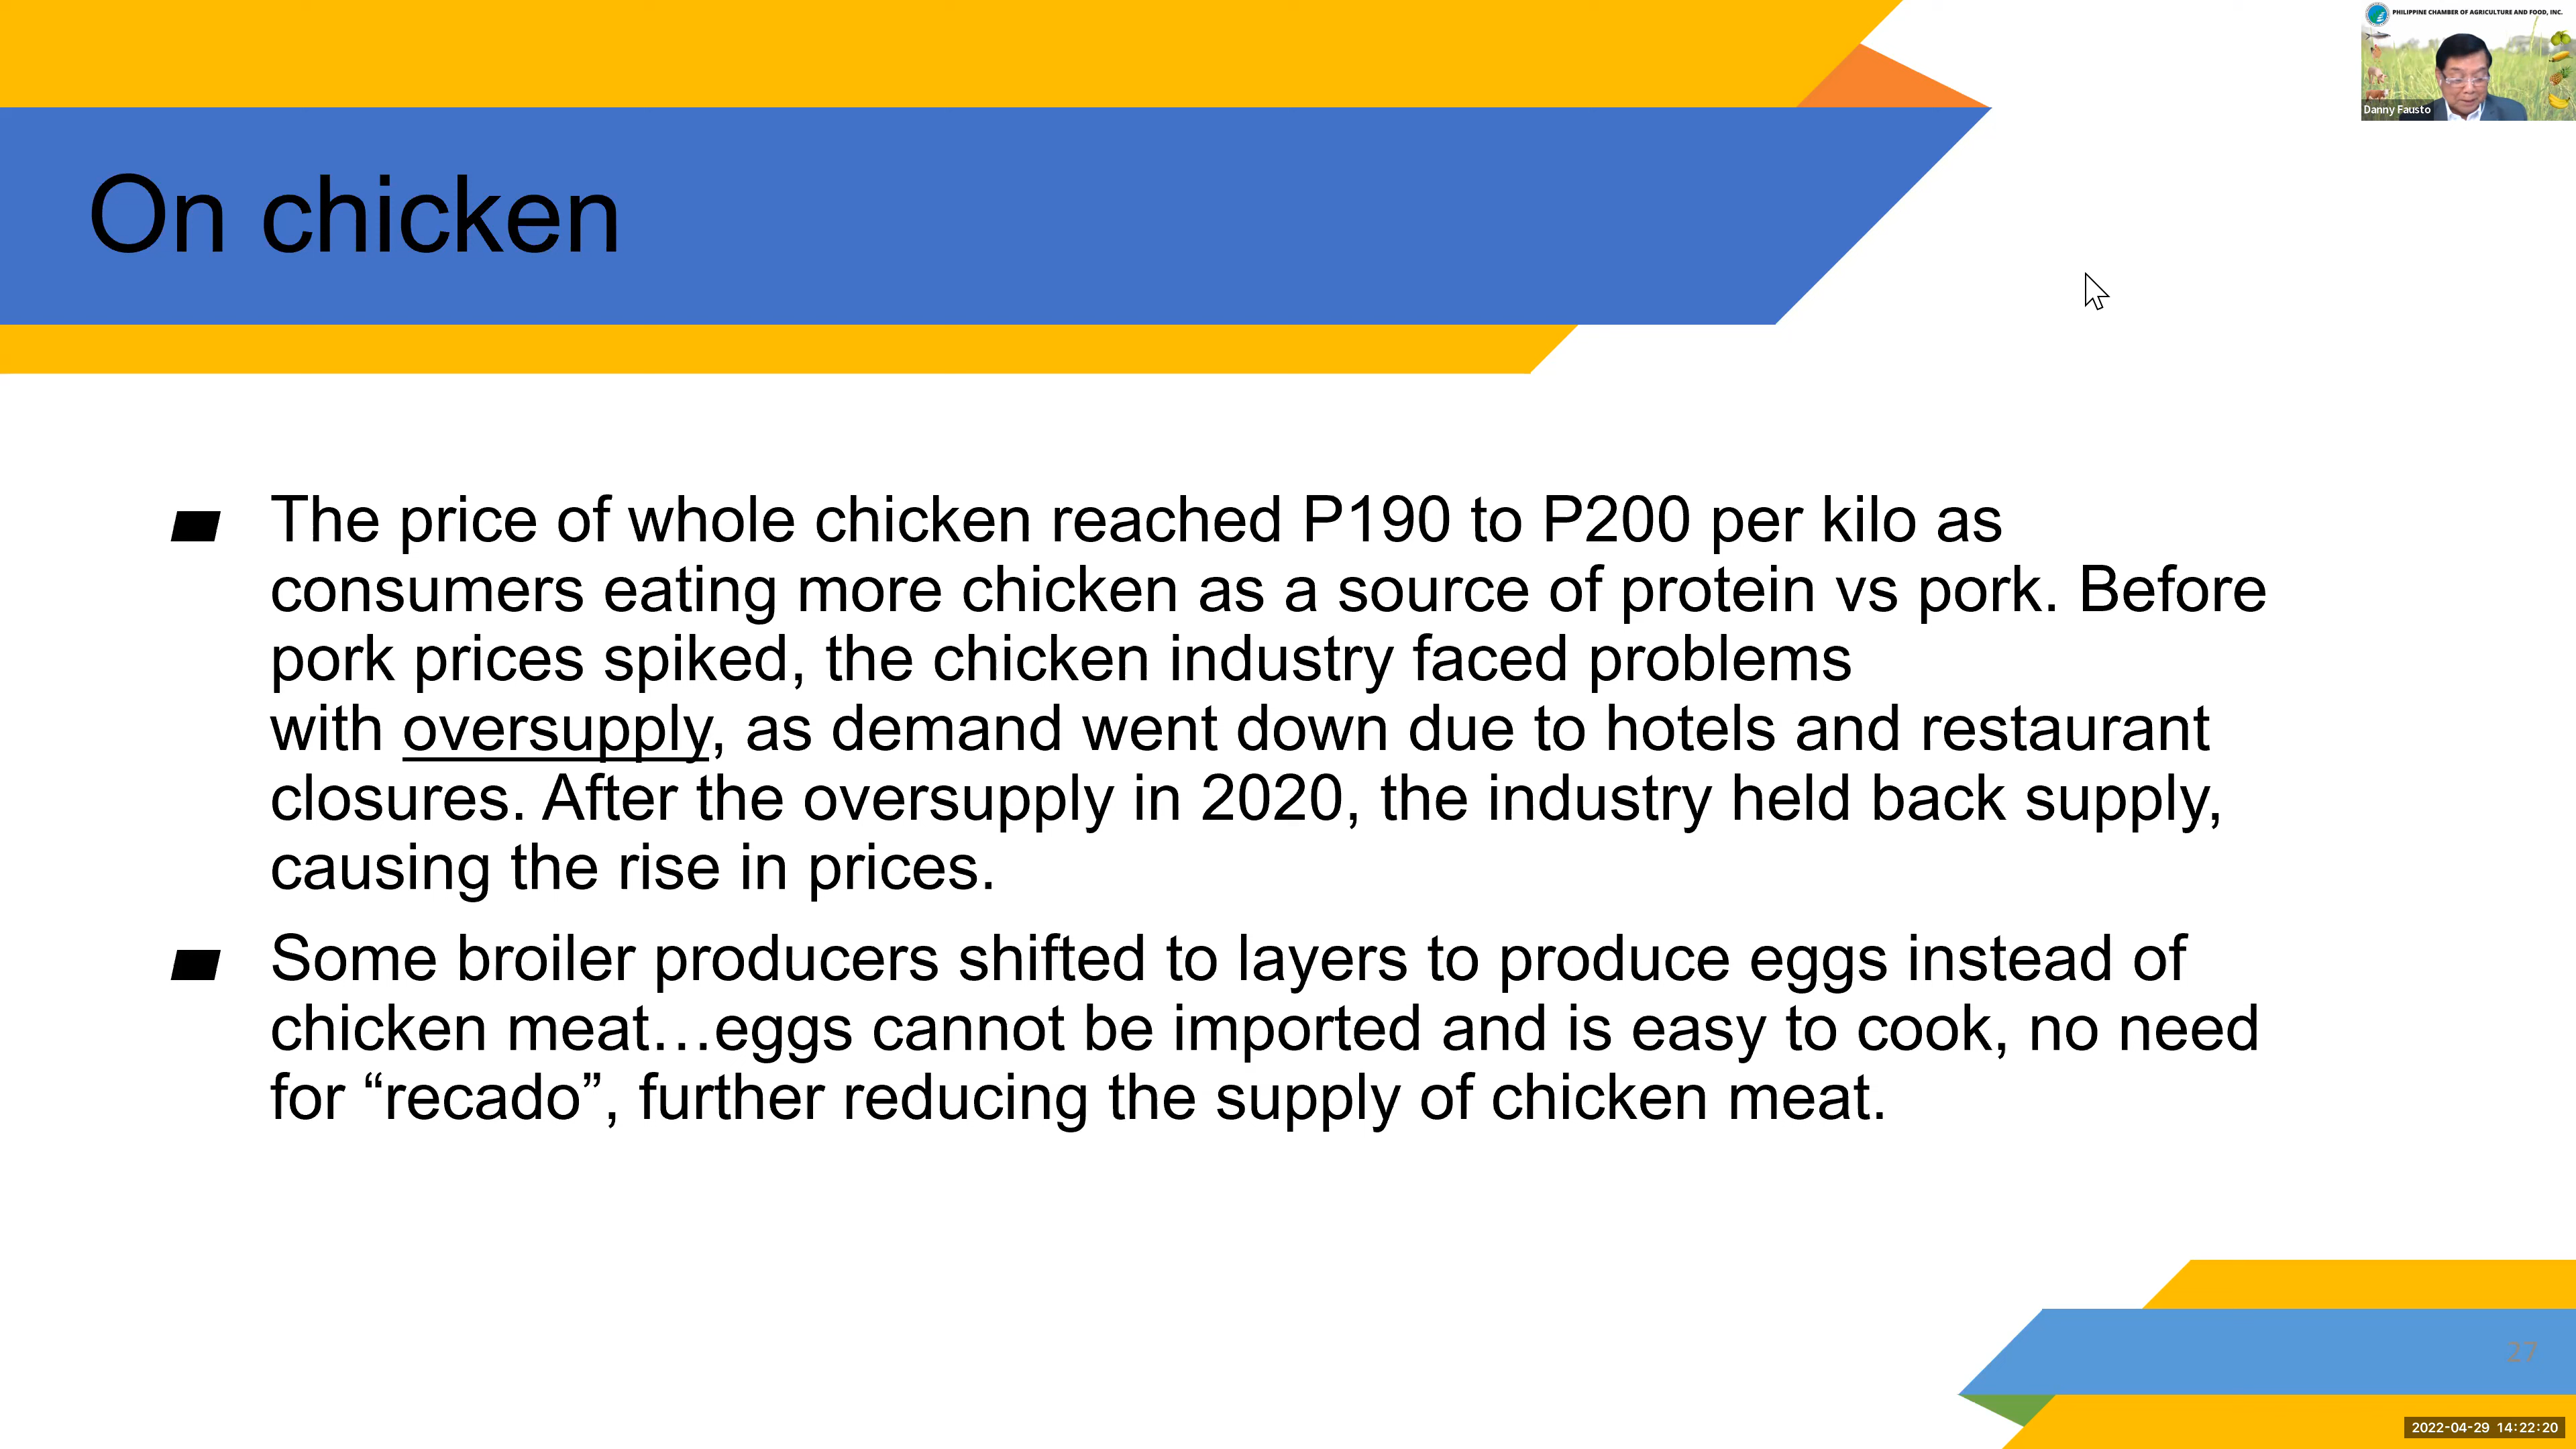 PHILIPPINE CHAMBER OF AGRICULTURE AND FOOD, INC.
Danny Fausto
On chicken
The price of whole chicken reached P190 to P200 per kilo as
consumers eating more chicken as a source of protein vs pork. Before
pork prices spiked, the chicken industry faced problems
with oversupply, as demand went down due to hotels and restaurant
closures. After the oversupply in 2020, the industry held back supply,
causing the rise in prices.
Some broiler producers shifted to layers to produce eggs instead of
chicken meat…eggs cannot be imported and is easy to cook, no need
for “recado”, further reducing the supply of chicken meat.
27
2022-04-29 14:22:20